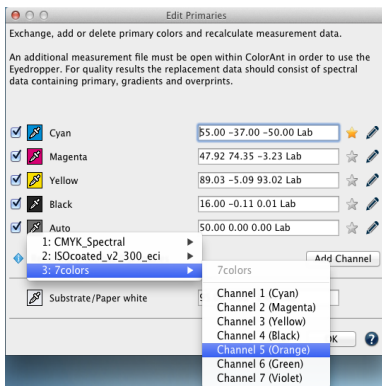 Edit Primaries
Exchange, add or delete primary colors and recalculate measurement data.
An additional measurement file must be open within ColorAnt in order to use the
Eyedropper. For quality results the replacement data should consist of spectral
data containing primary, gradients and
overprints.
Cyan 55.00 -37.00 -50.00 Lab
Magenta 47.92 74.35 -3.23 Lab
Yellow 89.03 -5.09 93.02 Lab
Black 16.00 -0.11 0.01 Lab
Auto 50.00 0.00 0.00 Lab
1: CMYK_Spectral
2: ISOcoated_v2_300_eci
3: 7colors
7colors
Add Channel
Substrate/Paper white
Channel 1 (Cyan)
Channel 2 (Magenta)
Channel 3 (Yellow)
Channel 4 (Black)
Channel 5 (Orange)
Channel 6 (Green)
Channel 7 (Violet)
?